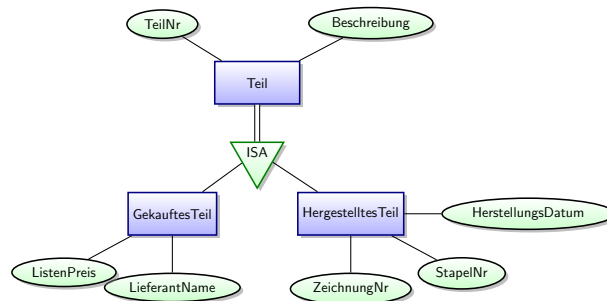 TeilNr
Beschreibung
Teil
ISA
GekauftesTeil
HergestelltesTeil
HerstellungsDatum
ListenPreis
LieferantName
ZeichnungNr
StapelNr